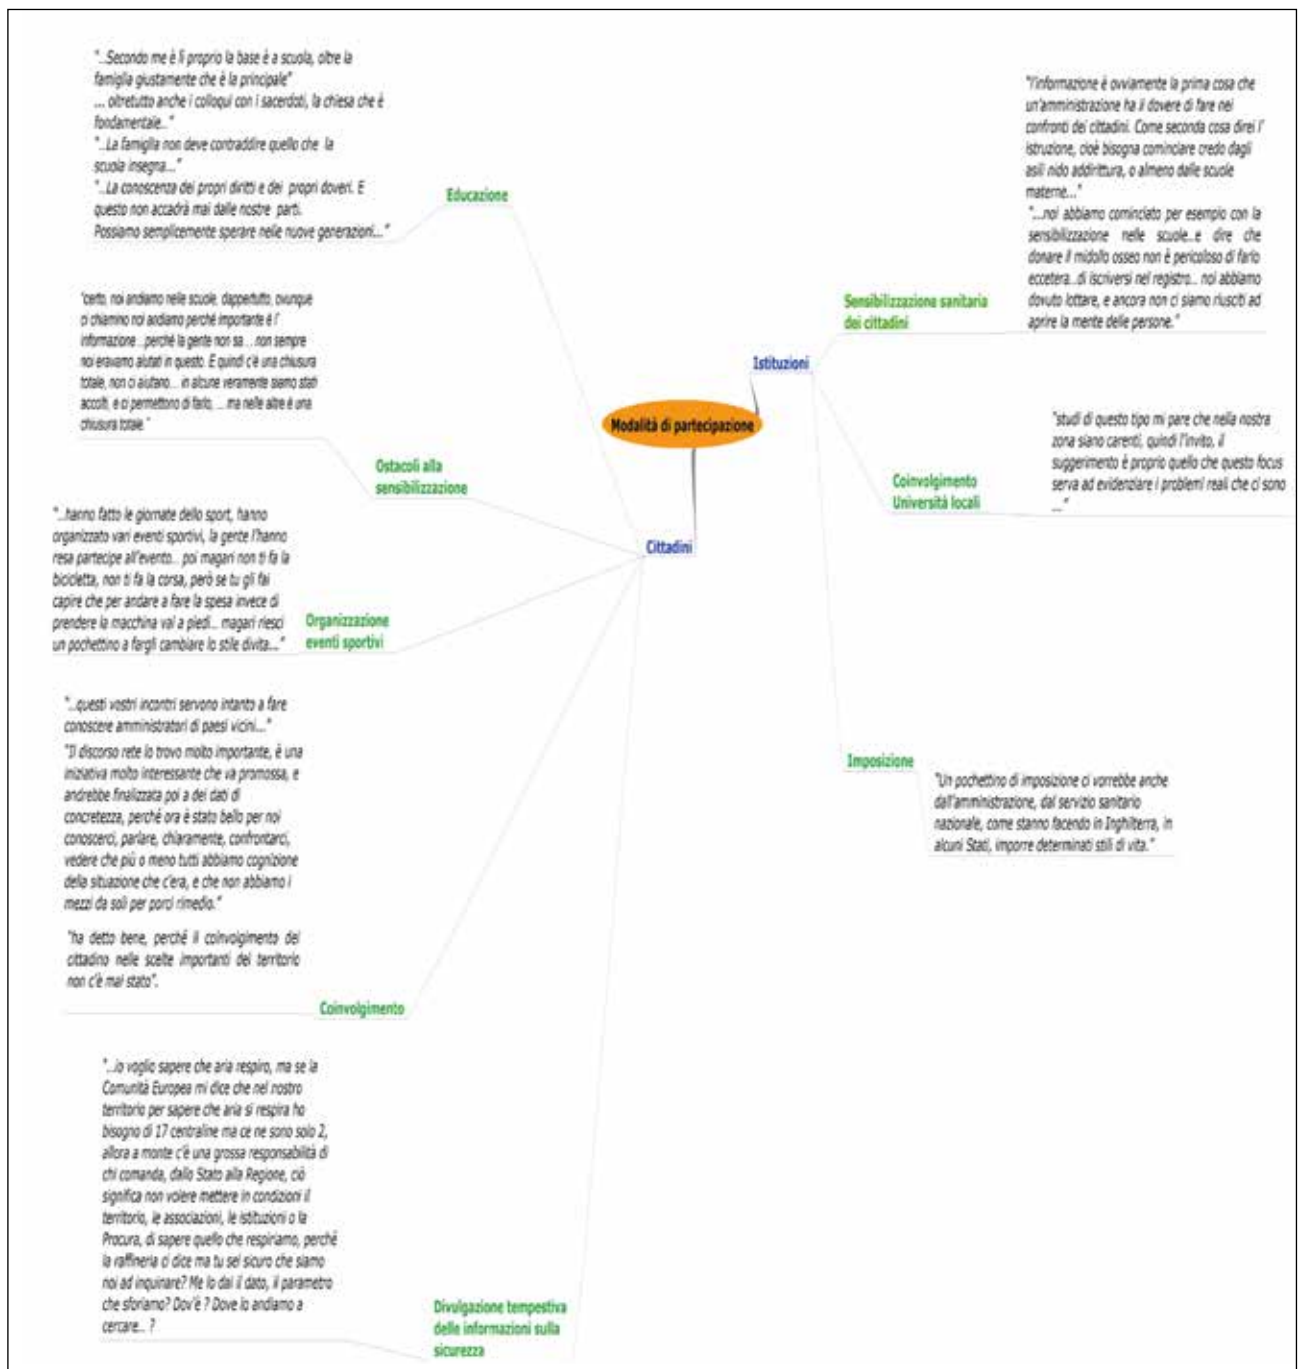 "...Secondo me è lì proprio la base è a scuola, oltre la
famiglia giustamente che è la principale"
... oltretutto anche i colloqui con i sacerdoti, la chiesa che è
fondamentale..."
"...La famiglia non deve contraddire quello che la
scuola insegna..."
"...La conoscenza dei propri diritti e dei propri doveri. E
questo non accadrà mai dalle nostre parti.
Possiamo semplicemente sperare nelle nuove generazioni..."
Educazione
"certo, noi andiamo nelle scuole, dappertutto, ovunque
ci chiamino noi andiamo perché importante è l'
informazione...perché la gente non sa... non sempre
noi eravamo aiutati in questo. E quindi c'è una chiusura
totale, non ci aiutano... in alcune veramente siamo stati
accolti, e ci permettono di farlo, ... ma nelle altre è una
chiusura totale."
Ostacoli alla
sensibilizzazione
"...hanno fatto le giornate dello sport, hanno
organizzato vari eventi sportivi, la gente l'hanno
resa partecipe all'evento... poi magari non ti fa la
bicicletta, non ti fa la corsa, però se tu gli fai
capire che per andare a fare la spesa invece di
prendere la macchina vai a piedi... magari riesci
un pochettino a fargli cambiare lo stile divita...."
Organizzazione
eventi sportivi
"...questi vostri incontri servono intanto a fare
conoscere amministratori di paesi vicini..."
"Il discorso rete lo trovo molto importante, è una
iniziativa molto interessante che va promossa, e
andrebbe finalizzata poi a dei dati di
concretezza, perché ora è stato bello per noi
conoscerci, parlare, chiaramente, confrontarci,
vedere che più o meno tutti abbiamo cognizione
della situazione che c'era, e che non abbiamo i
mezzi da soli per porci rimedio."
"ha detto bene, perché il coinvolgimento del
cittadino nelle scelte importanti del territorio
non c'è mai stato".
Coinvolgimento
"...io voglio sapere che aria respiro, ma se la
Comunità Europea mi dice che nel nostro
territorio per sapere che aria si respira ho
bisogno di 17 centraline ma ce ne sono solo 2,
allora a monte c'è una grossa responsabilità di
chi comanda, dallo Stato alla Regione, ciò
significa non volere mettere in condizioni il
territorio, le associazioni, le istituzioni o la
Procura, di sapere quello che respiriamo, perché
la raffineria ci dice ma tu sei sicuro che siamo
noi ad inquinare? Me lo dai il dato, il parametro
che sforiamo? Dov'è ? Dove lo andiamo a
cercare... ?
Divulgazione tempestiva
delle informazioni sulla
sicurezza
Modalità di partecipazione
Cittadini
Istituzioni
"l'informazione è ovviamente la prima cosa che
un'amministrazione ha il dovere di fare nei
confronti dei cittadini. Come seconda cosa direi l'
istruzione, cioè bisogna cominciare credo dagli
asili nido addirittura, o almeno dalle scuole
materne..."
"...noi abbiamo cominciato per esempio con la
sensibilizzazione nelle scuole...e dire che
donare il midollo osseo non è pericoloso di farlo
eccetera...di iscriversi nel registro... noi abbiamo
dovuto lottare, e ancora non ci siamo riusciti ad
aprire la mente delle persone."
Sensibilizzazione sanitaria
dei cittadini
"studi di questo tipo mi pare che nella nostra
zona siano carenti, quindi l'invito, il
suggerimento è proprio quello che questo focus
serva ad evidenziare i problemi reali che ci sono
...."
Coinvolgimento
Università locali
Imposizione
"Un pochettino di imposizione ci vorrebbe anche
dall'amministrazione, dal servizio sanitario
nazionale, come stanno facendo in Inghilterra, in
alcuni Stati, imporre determinati stili di vita."